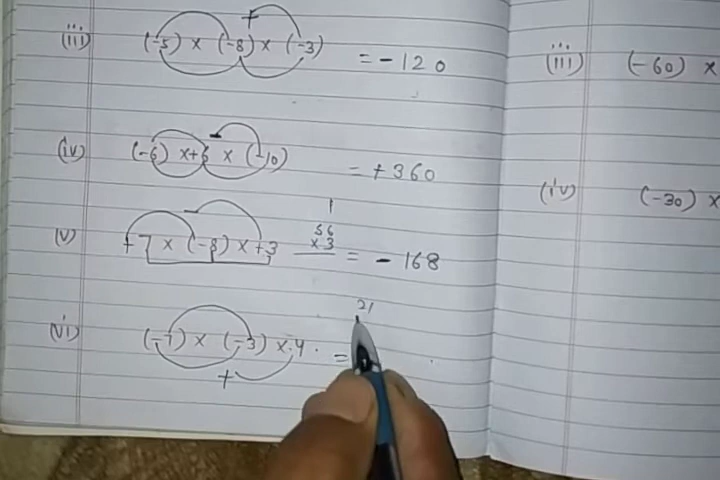 +
(iii) (-5) x (-8) x (-3) = -120
-
(iv) (-6) x+6 x (-10) = +360
1
-
56
(v) +7 x (-8) x +3 x 3 = - 168
21
(vi) (-7) x (-3) x 4 =
+
(iii) (-60) x
(iv) (-30) x